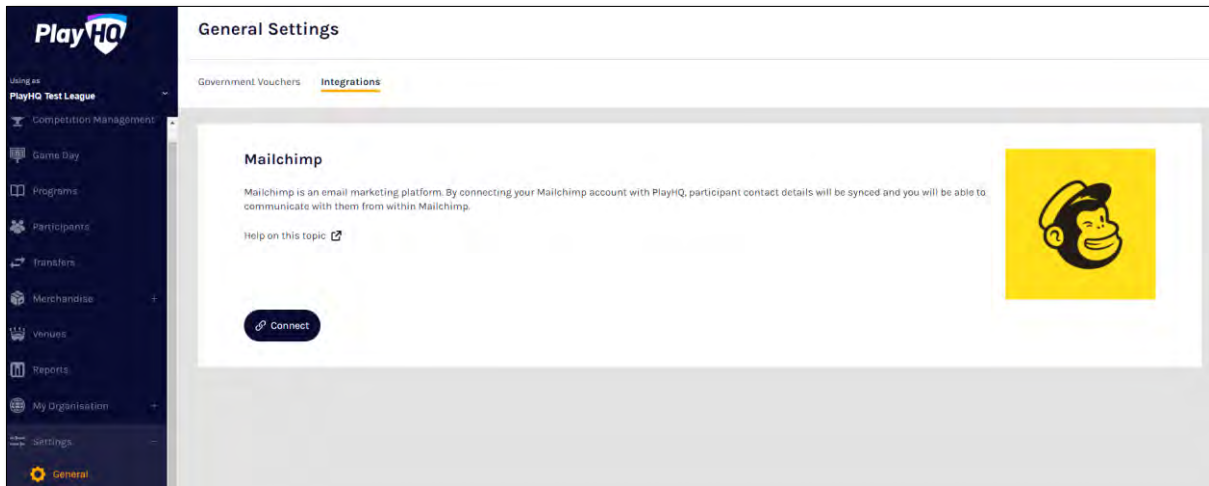 PlayHQ
Using as
PlayHQ Test League
Competition Management
Game Day
Programs
Participants
Transfers
Merchandise +
Venues
Reports
My Organisation +
Settings −
General
General Settings
Government Vouchers Integrations
Mailchimp
Mailchimp is an email marketing platform. By connecting your Mailchimp account with PlayHQ, participant contact details will be synced and you will be able to
communicate with them from within Mailchimp.
Help on this topic
Connect